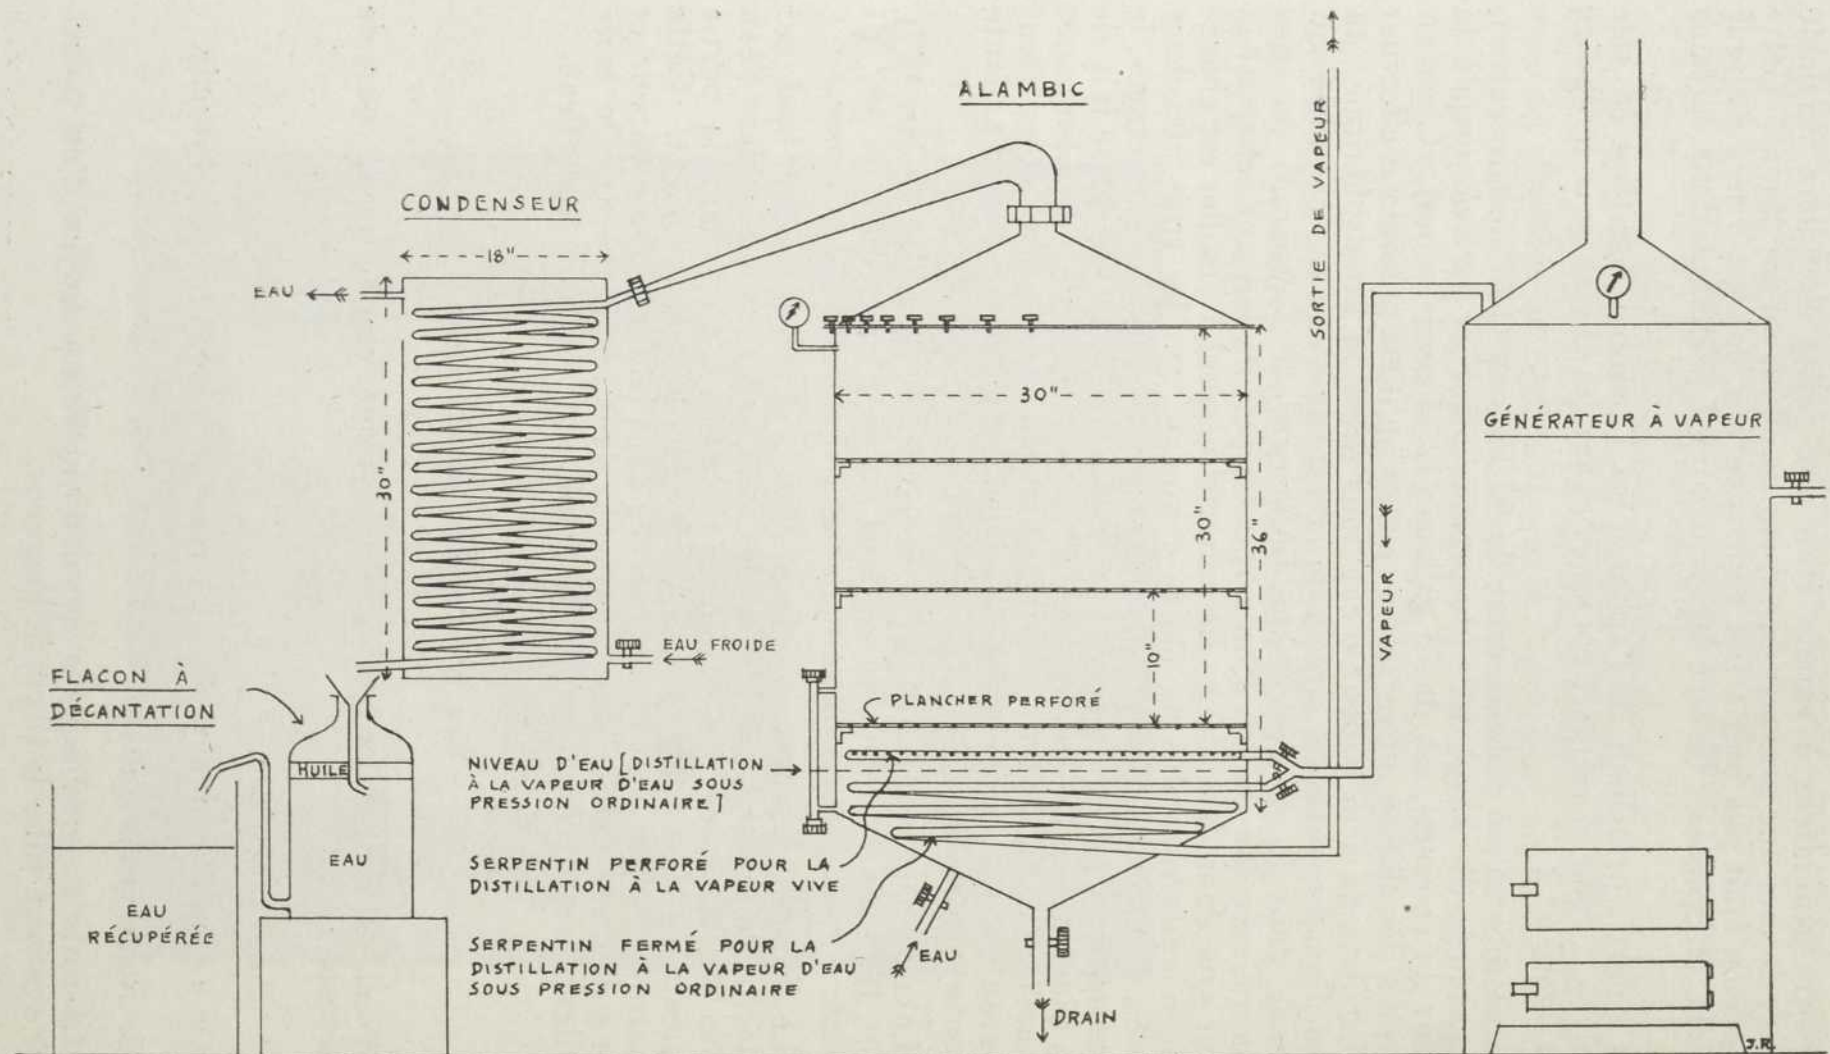 ALAMBIC
CONDENSEUR
18"
EAU
30"
EAU FROIDE
FLACON À
DÉCANTATION
HUILE
EAU
EAU
RÉCUPÉRÉE
SORTIE DE VAPEUR
30"
30"
36"
10"
PLANCHER PERFORÉ
NIVEAU D'EAU [DISTILLATION
À LA VAPEUR D'EAU SOUS
PRESSION ORDINAIRE]
SERPENTIN PERFORÉ POUR LA
DISTILLATION À LA VAPEUR VIVE
SERPENTIN FERMÉ POUR LA
DISTILLATION À LA VAPEUR D'EAU
SOUS PRESSION ORDINAIRE
EAU
DRAIN
VAPEUR
GÉNÉRATEUR À VAPEUR
J.R.